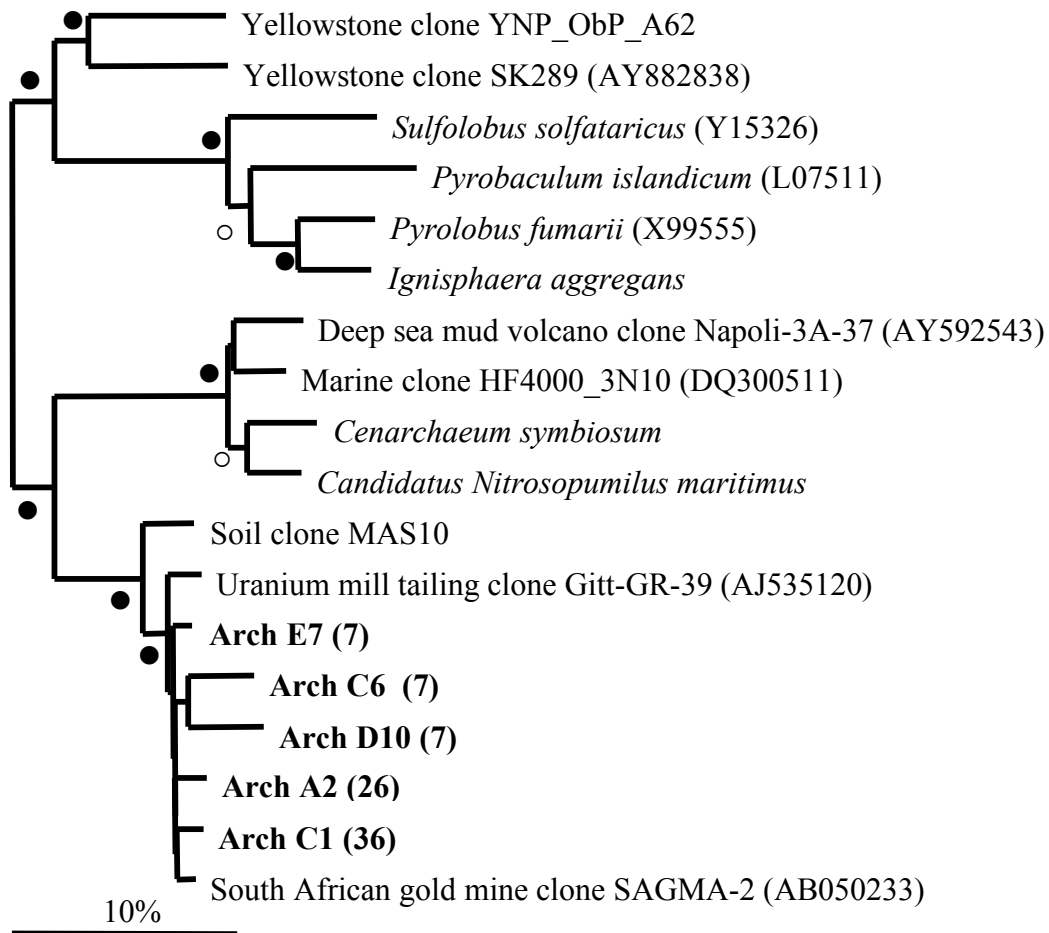 Yellowstone clone YNP_ObP_A62
Yellowstone clone SK289 (AY882838)
Sulfolobus solfataricus (Y15326)
Pyrobaculum islandicum (L07511)
Pyrolobus fumarii (X99555)
Ignisphaera aggregans
Deep sea mud volcano clone Napoli-3A-37 (AY592543)
Marine clone HF4000_3N10 (DQ300511)
Cenarchaeum symbiosum
Candidatus Nitrosopumilus maritimus
Soil clone MAS10
Uranium mill tailing clone Gitt-GR-39 (AJ535120)
Arch E7 (7)
Arch C6 (7)
Arch D10 (7)
Arch A2 (26)
Arch C1 (36)
South African gold mine clone SAGMA-2 (AB050233)
10%